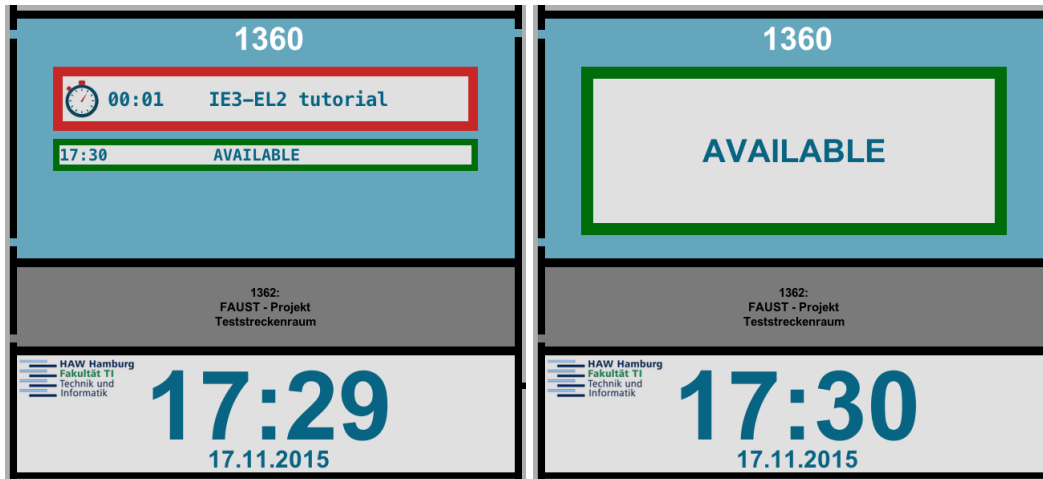 1360
00:01 IE3-EL2 tutorial
17:30 AVAILABLE
1362:
FAUST - Projekt
Teststreckenraum
HAW Hamburg
Fakultät TI
Technik und
Informatik
17:29
17.11.2015
1360
AVAILABLE
1362:
FAUST - Projekt
Teststreckenraum
HAW Hamburg
Fakultät TI
Technik und
Informatik
17:30
17.11.2015